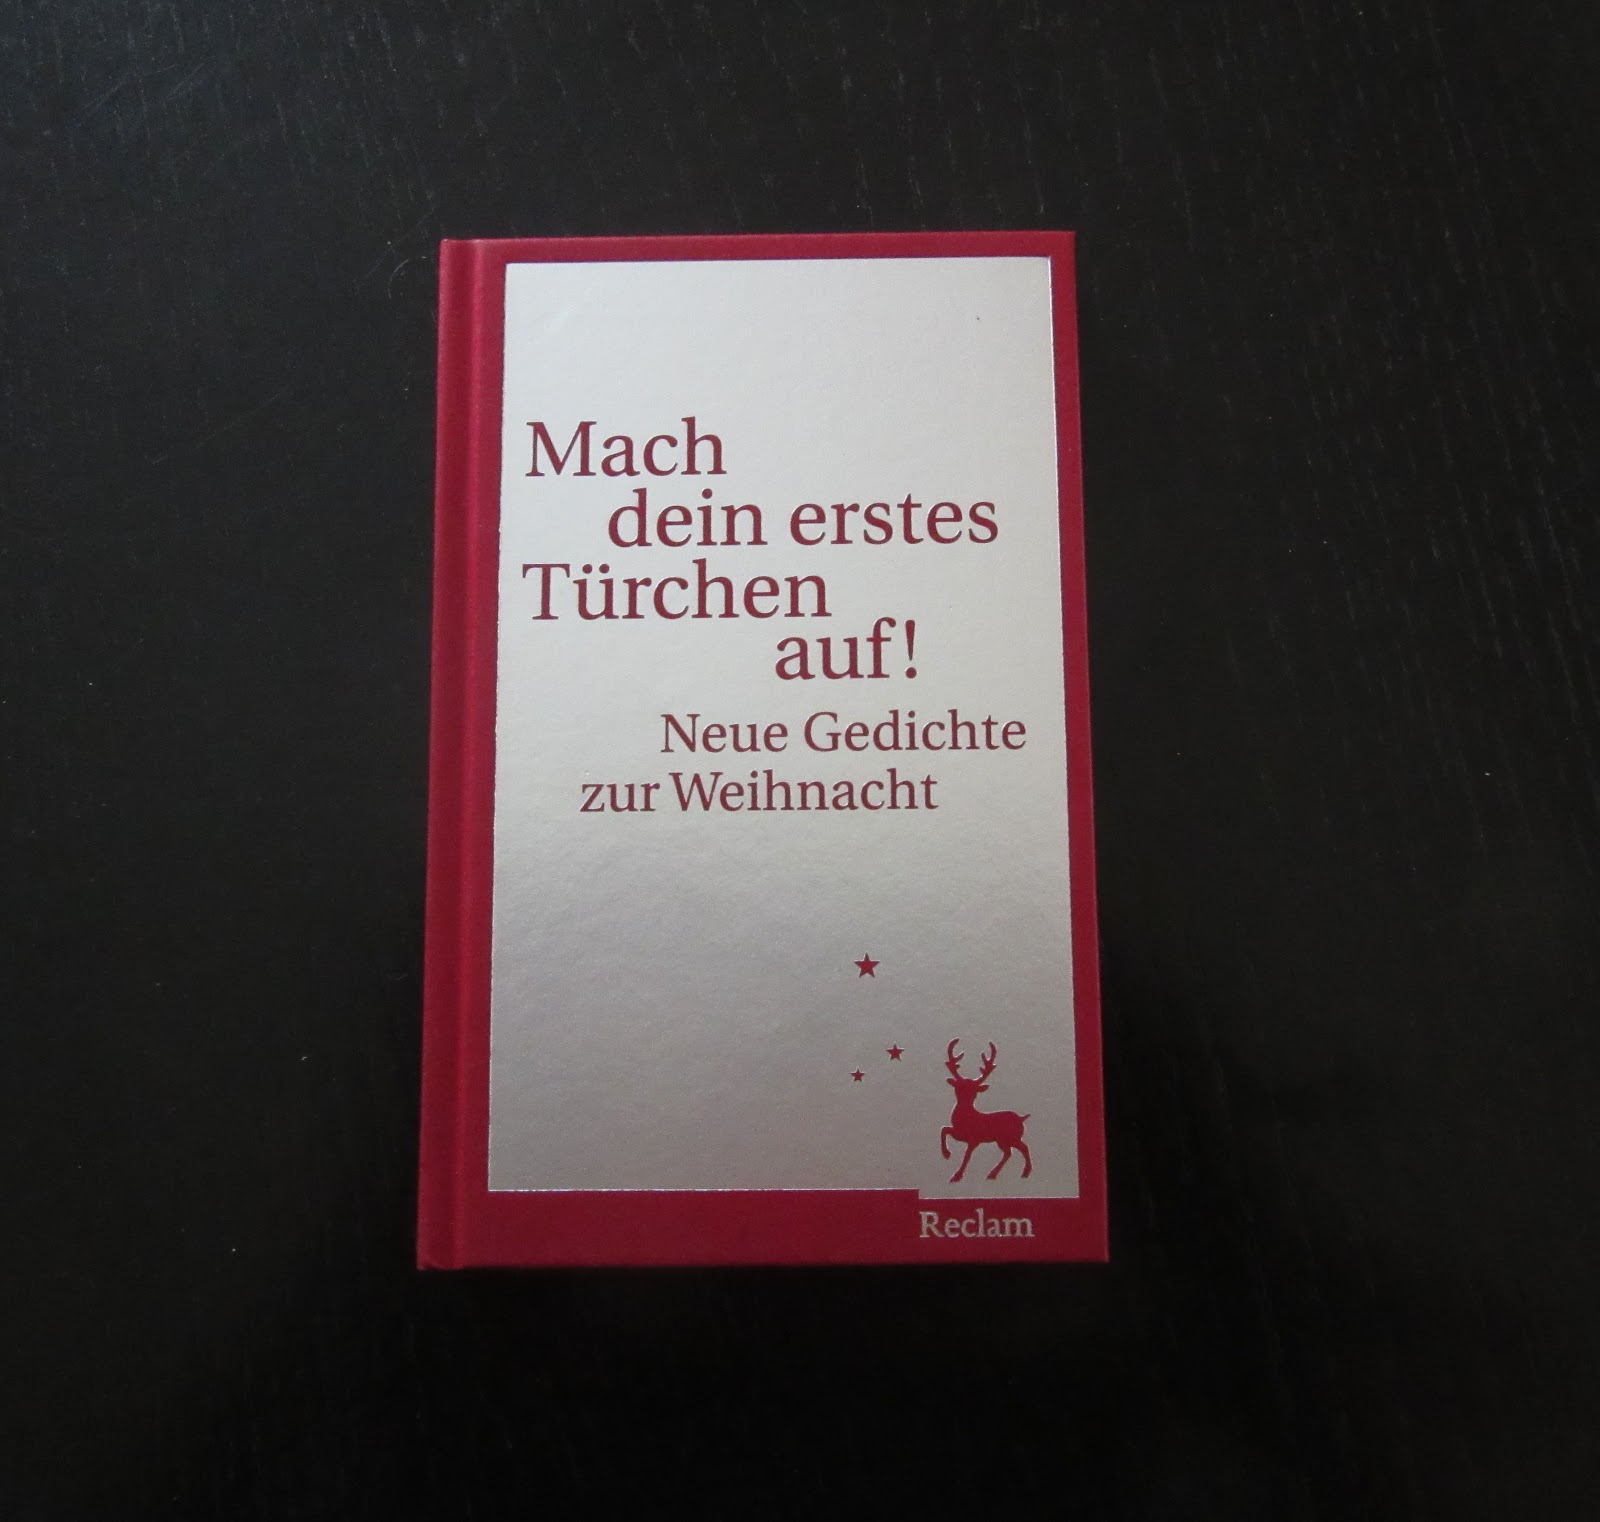 Mach
dein erstes
Türchen
auf!
Neue Gedichte
zur Weihnacht
Reclam